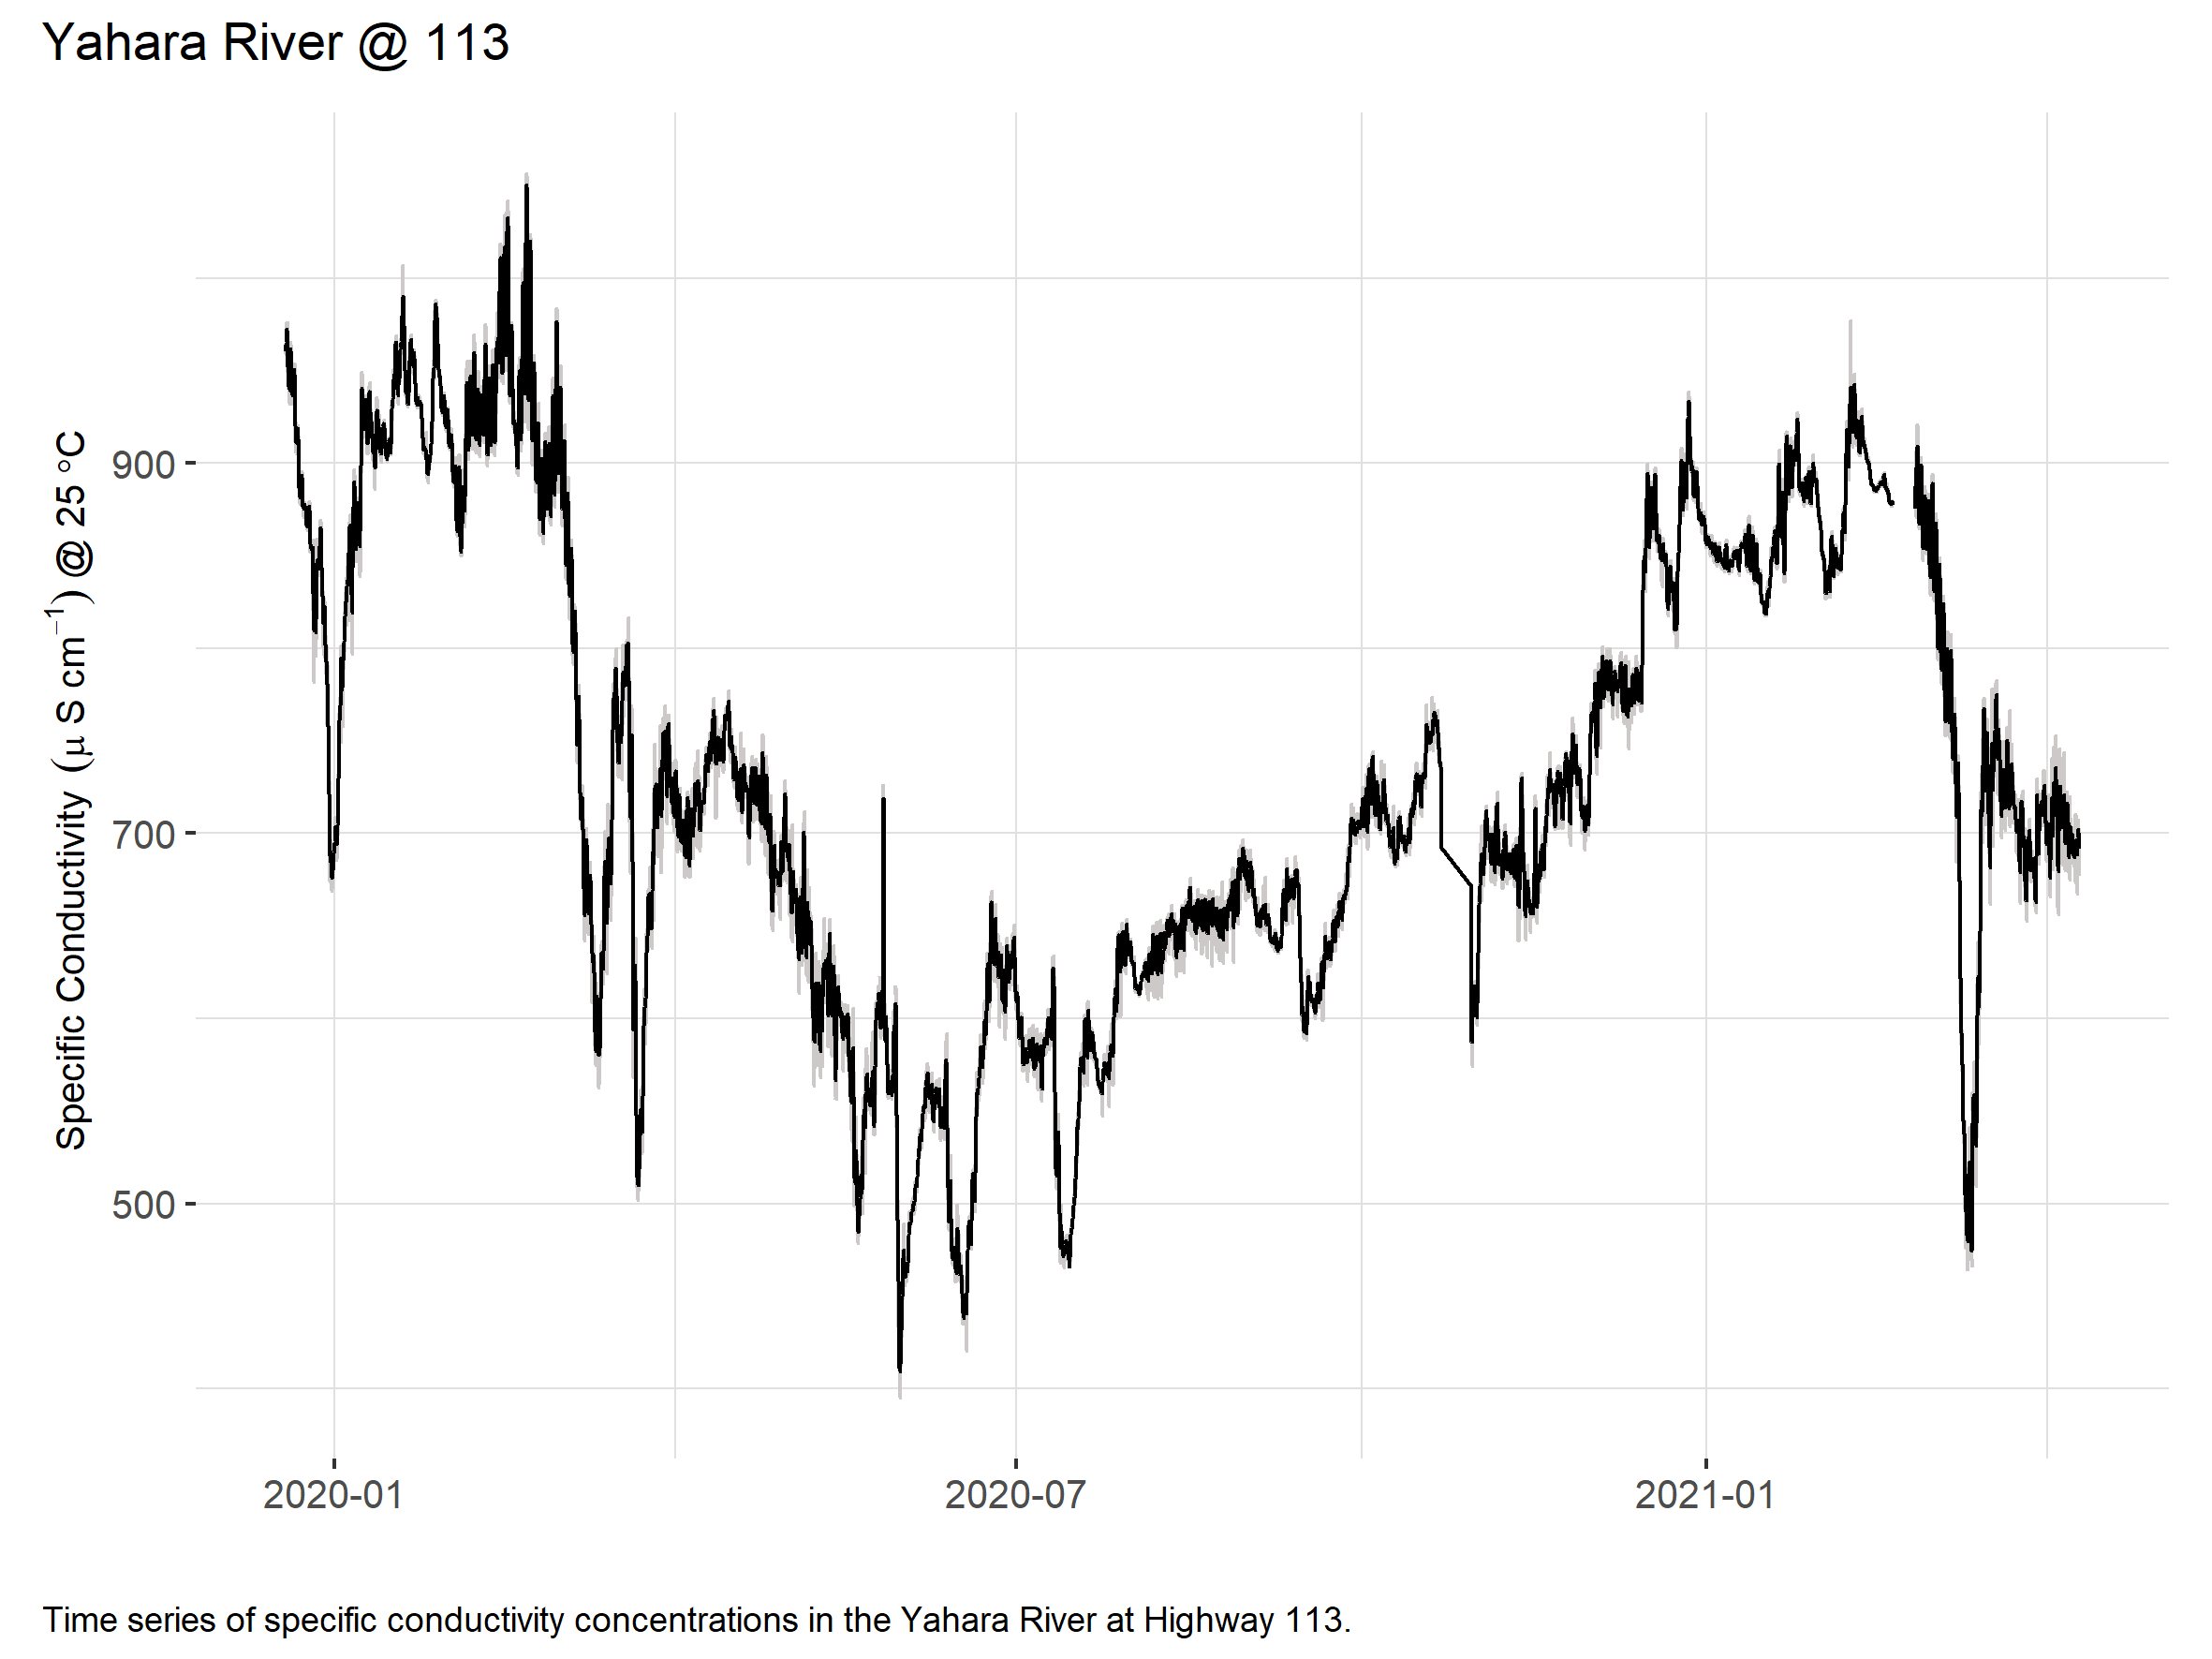 Yahara River @ 113
Specific Conductivity (μ S cm⁻¹) @ 25 °C
900
700
500
2020-01
2020-07
2021-01
Time series of specific conductivity concentrations in the Yahara River at Highway 113.